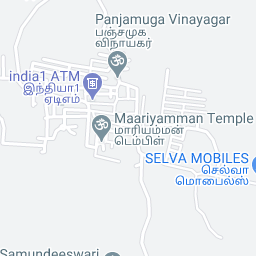 Panjamuga Vinayagar
பஞ்சமுக
விநாயகர்
india1 ATM
இந்தியா1
ஏடிஎம்
Maariyamman Temple
மாரியம்மன்
டெம்பிள்
SELVA MOBILES
செல்வா
மொபைல்ஸ்
Samundeeswari